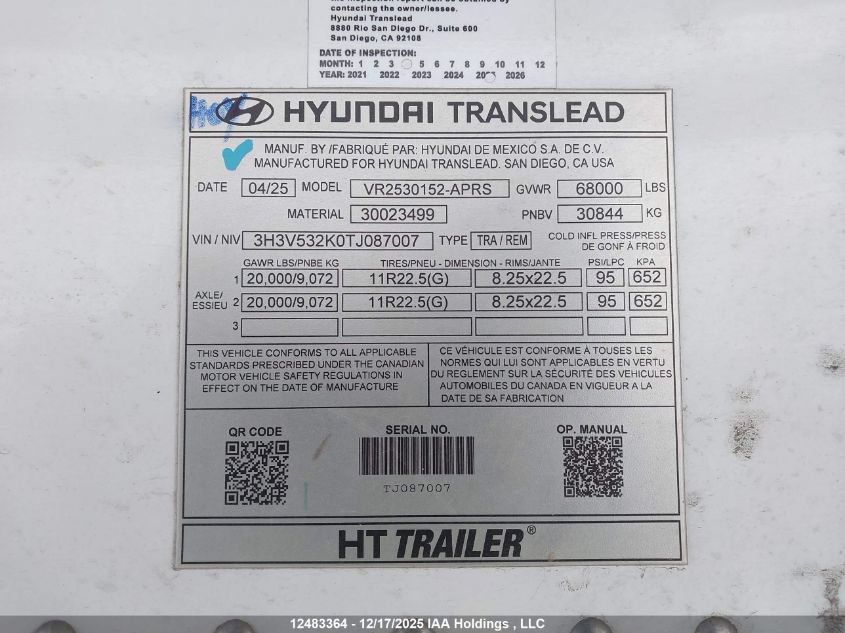 contacting the owner/lessee.
Hyundai Translead
8880 Rio San Diego Dr., Suite 600
San Diego, CA 92108
DATE OF INSPECTION:
MONTH: 1 2 3 5 6 7 8 9 10 11 12
YEAR: 2021 2022 2023 2024 2026
HYUNDAI TRANSLEAD
MANUF. BY /FABRIQUÉ PAR: HYUNDAI DE MEXICO S.A. DE C.V.
MANUFACTURED FOR HYUNDAI TRANSLEAD. SAN DIEGO, CA USA
DATE 04/25 MODEL VR2530152-APRS GVWR 68000 LBS
MATERIAL 30023499 PNBV 30844 KG
VIN / NIV 3H3V532K0TJ087007 TYPE TRA / REM COLD INFL PRESS/PRESS DE GONF À FROID
GAWR LBS/PNBE KG TIRES/PNEU - DIMENSION - RIMS/JANTE PSI/LPC KPA
AXLE/ ESSIEU
1 20,000/9,072 11R22.5(G) 8.25x22.5 95 652
2 20,000/9,072 11R22.5(G) 8.25x22.5 95 652
3
THIS VEHICLE CONFORMS TO ALL APPLICABLE
STANDARDS PRESCRIBED UNDER THE CANADIAN
MOTOR VEHICLE SAFETY REGULATIONS IN
EFFECT ON THE DATE OF MANUFACTURE
CE VÉHICULE EST CONFORME À TOUSES LES
NORMES QUI LUI SONT APPLICABLES EN VERTU
DU REGLEMENT SUR LA SÉCURITÉ DES VEHICULES
AUTOMOBILES DU CANADA EN VIGUEUR A LA
DATE DE SA FABRICATION
QR CODE
SERIAL NO.
TJ087007
OP. MANUAL
HT TRAILER®
12483364 - 12/17/2025 IAA Holdings , LLC